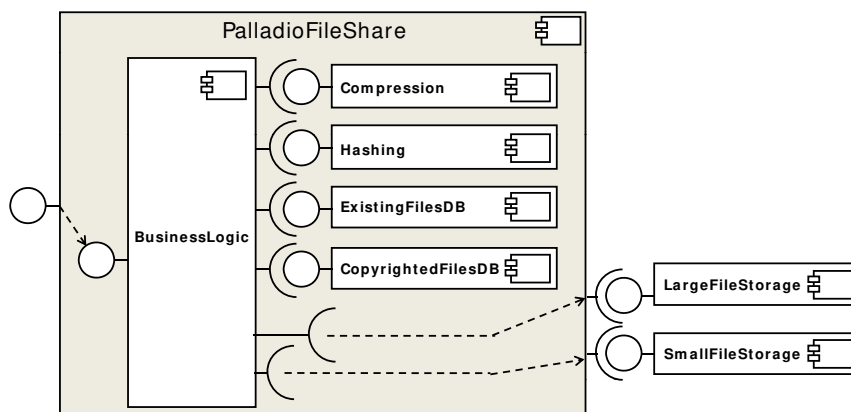 PalladioFileShare
Compression
Hashing
ExistingFilesDB
BusinessLogic
CopyrightedFilesDB
LargeFileStorage
SmallFileStorage